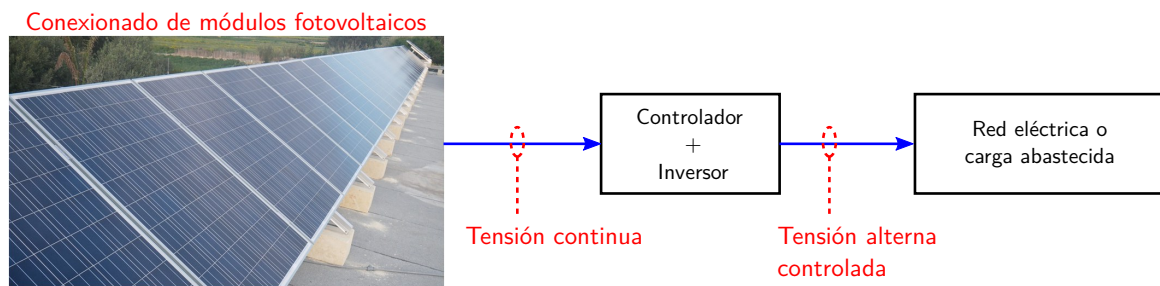 Conexionado de módulos fotovoltaicos
Controlador
+
Inversor
Red eléctrica o
carga abastecida
Tensión continua
Tensión alterna
controlada